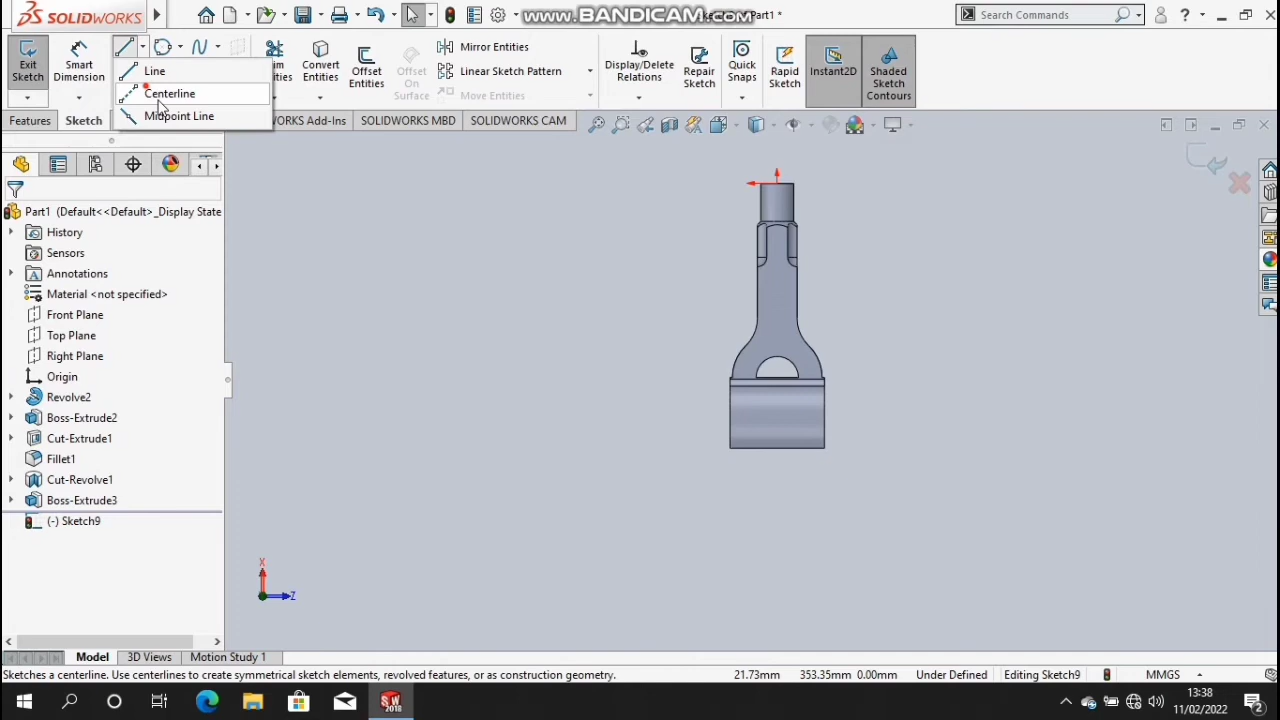 SOLIDWORKS
www.BANDICAM.com
Part1 *
Search Commands
?
Exit Sketch
Smart Dimension
Line
Centerline
Midpoint Line
Convert Entities
Offset Entities
Offset On Surface
Mirror Entities
Linear Sketch Pattern
Move Entities
Display/Delete Relations
Repair Sketch
Quick Snaps
Rapid Sketch
Instant2D
Shaded Sketch Contours
Features
Sketch
WORKS Add-Ins
SOLIDWORKS MBD
SOLIDWORKS CAM
Part1 (Default<<Default>_Display State
History
Sensors
Annotations
Material <not specified>
Front Plane
Top Plane
Right Plane
Origin
Revolve2
Boss-Extrude2
Cut-Extrude1
Fillet1
Cut-Revolve1
Boss-Extrude3
(-) Sketch9
X
Z
Model
3D Views
Motion Study 1
Sketches a centerline. Use centerlines to create symmetrical sketch elements, revolved features, or as construction geometry.
21.73mm
353.35mm 0.00mm
Under Defined
Editing Sketch9
MMGS
SW
2018
13:38
11/02/2022
2